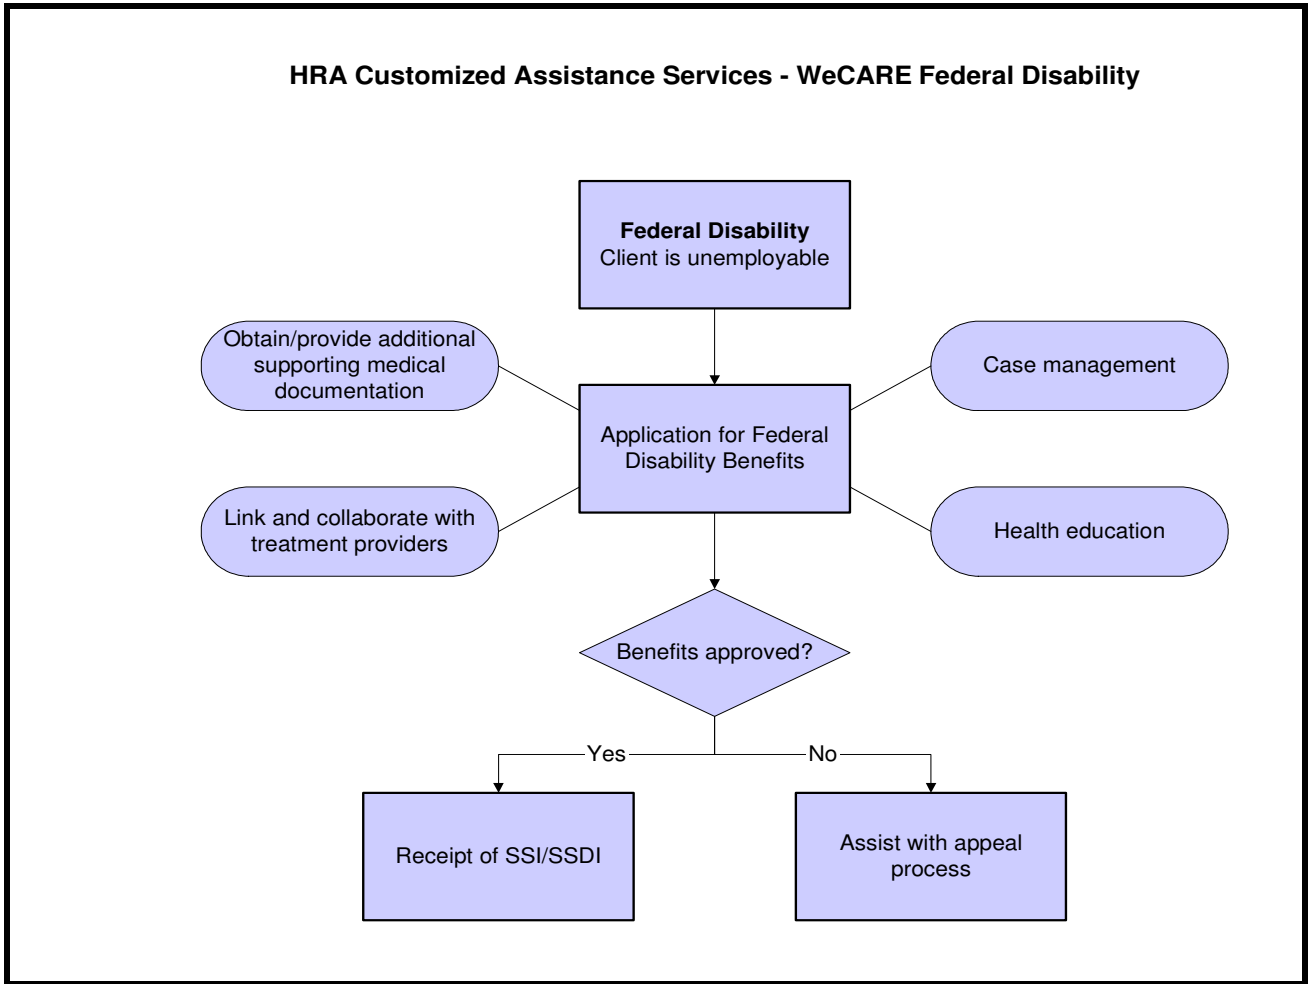 HRA Customized Assistance Services - WeCARE Federal Disability
Federal Disability
Client is unemployable
Obtain/provide additional
supporting medical
documentation
Case management
Application for Federal
Disability Benefits
Link and collaborate with
treatment providers
Health education
Benefits approved?
Yes
No
Receipt of SSI/SSDI
Assist with appeal
process